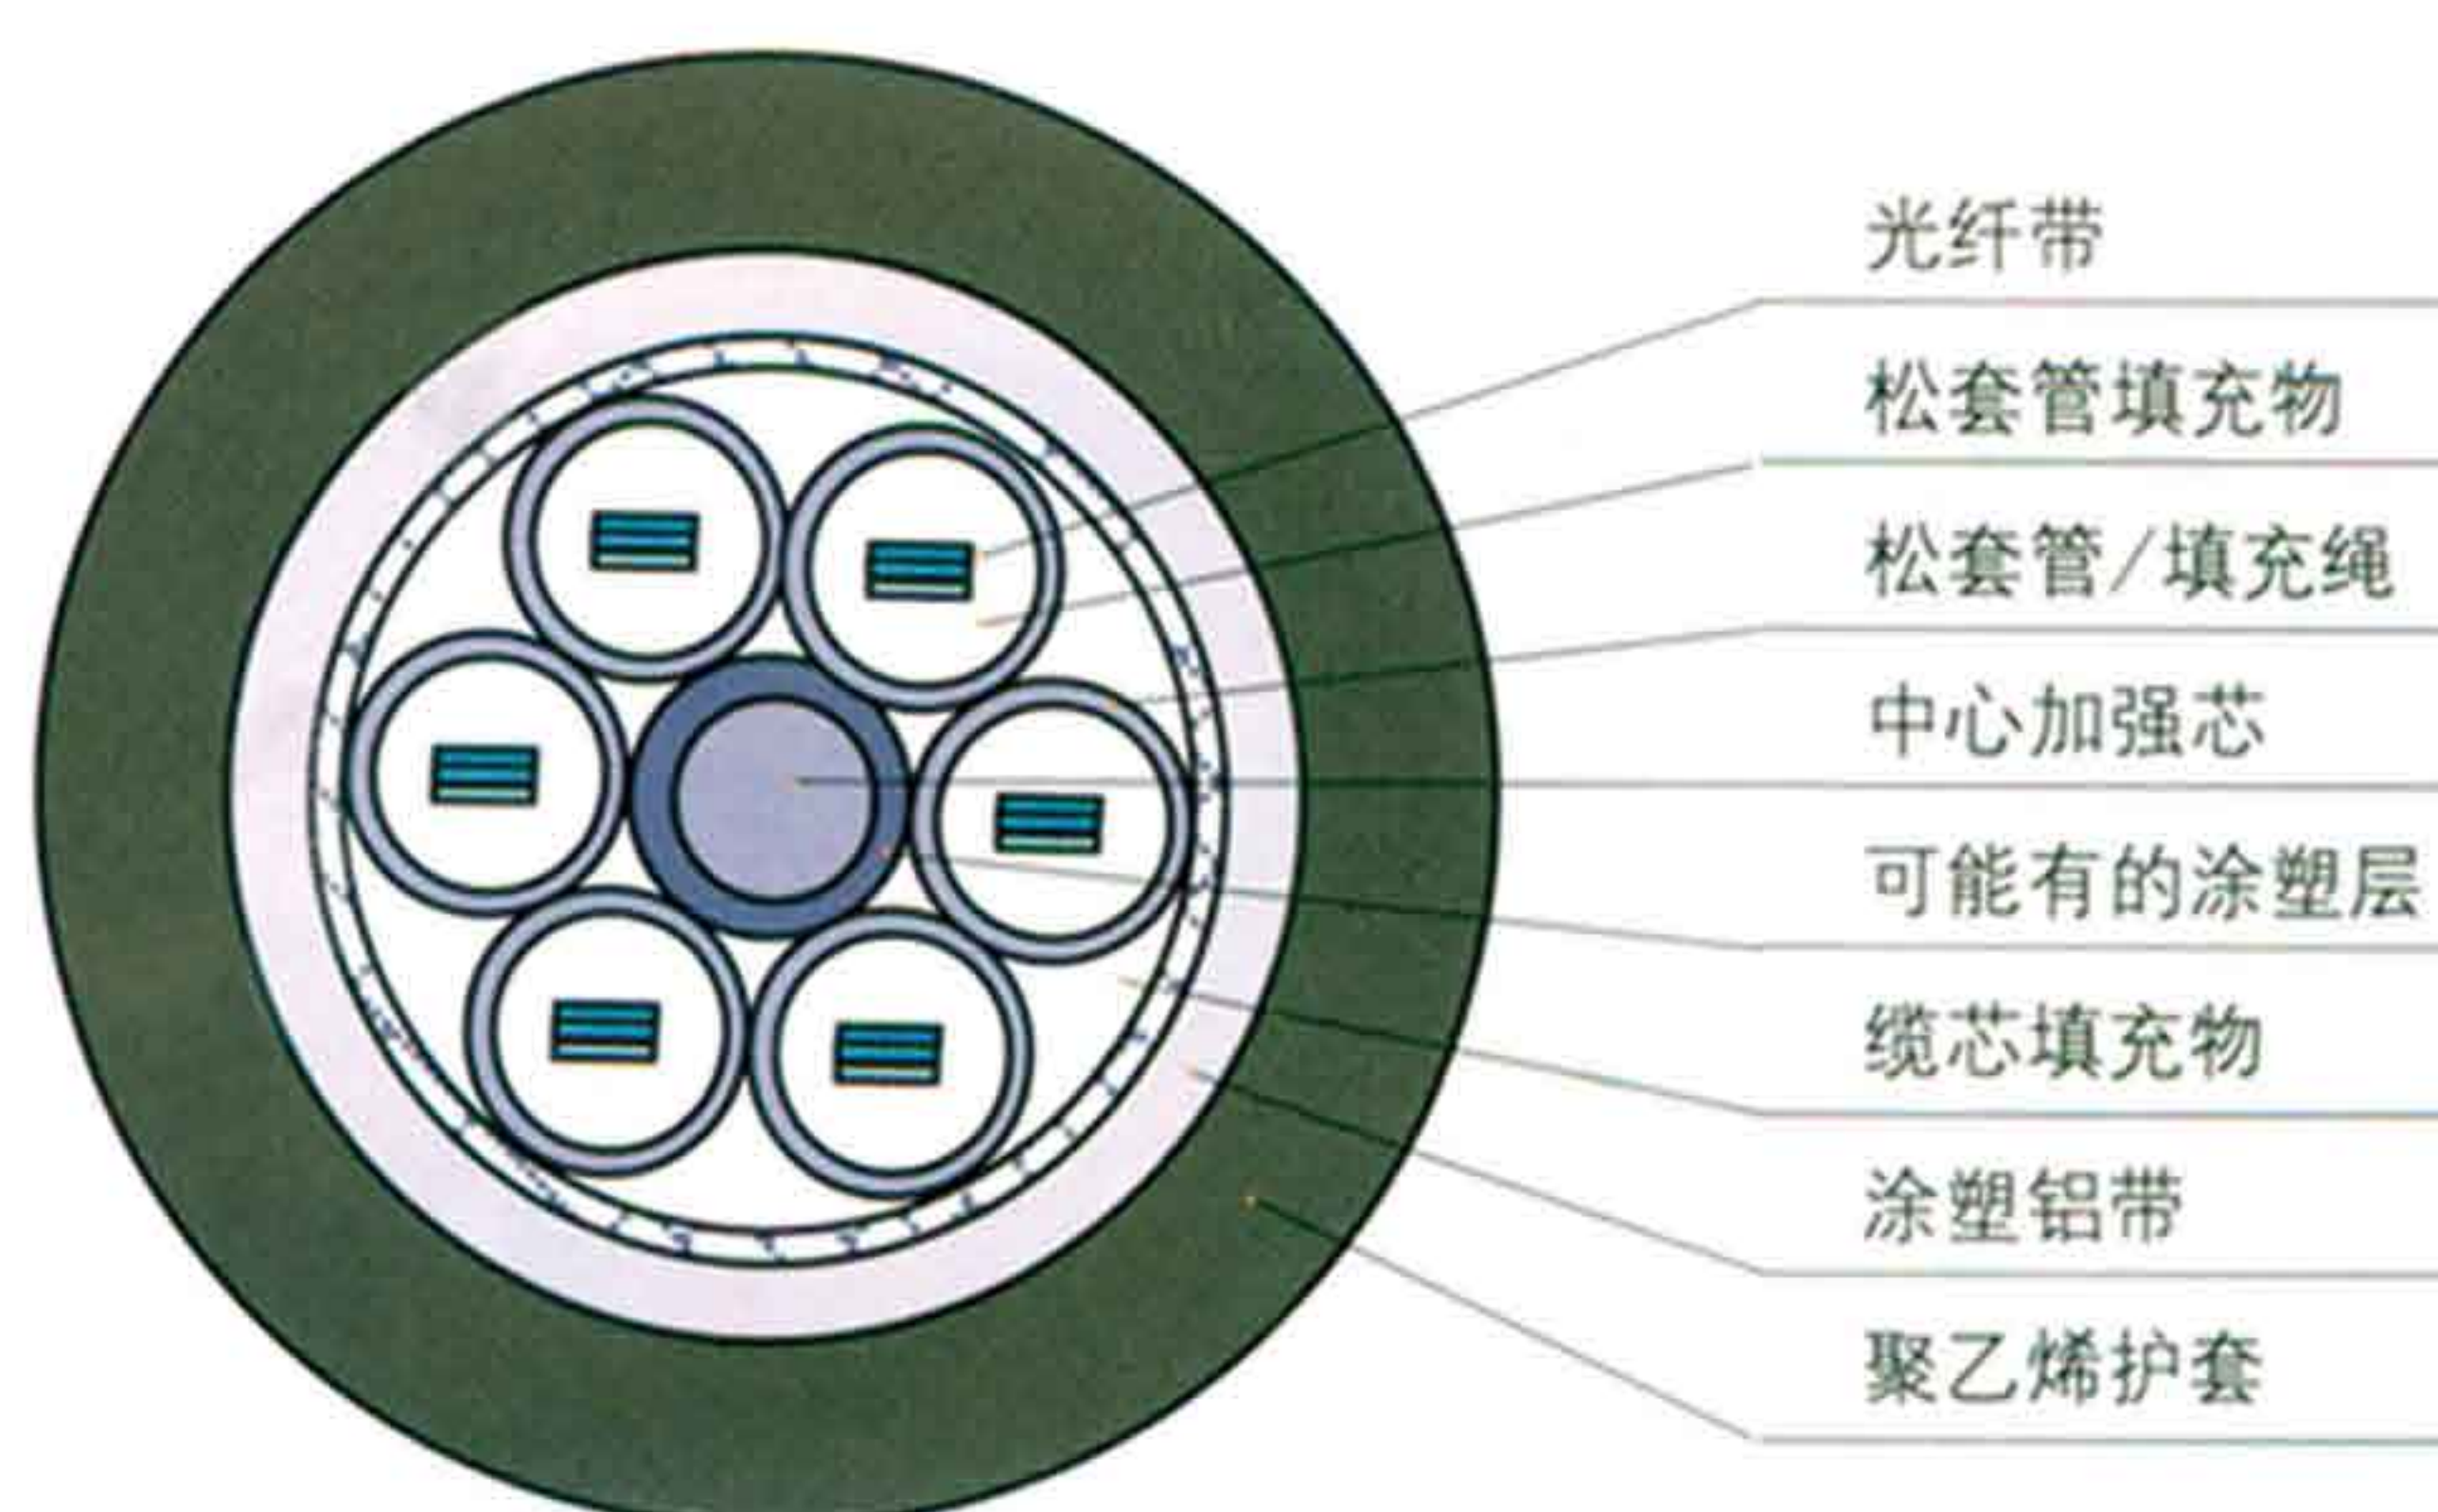 光纤带
松套管填充物
松套管/填充绳
中心加强芯
可能有的涂塑层
缆芯填充物
涂塑铝带
聚乙烯护套